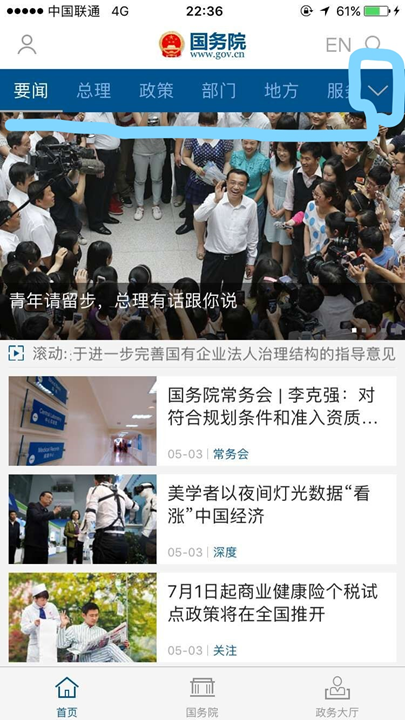 中国联通 4G 22:36 61%
国务院
www.gov.cn
EN
要闻 总理 政策 部门 地方 服务
青年请留步，总理有话跟你说
滚动: 于进一步完善国有企业法人治理结构的指导意见
国务院常务会 | 李克强：对
符合规划条件和准入资质...
05-03 | 常务会
美学者以夜间灯光数据“看
涨”中国经济
05-03 | 深度
7月1日起商业健康险个税试
点政策将在全国推开
05-03 | 关注
首页 国务院 政务大厅